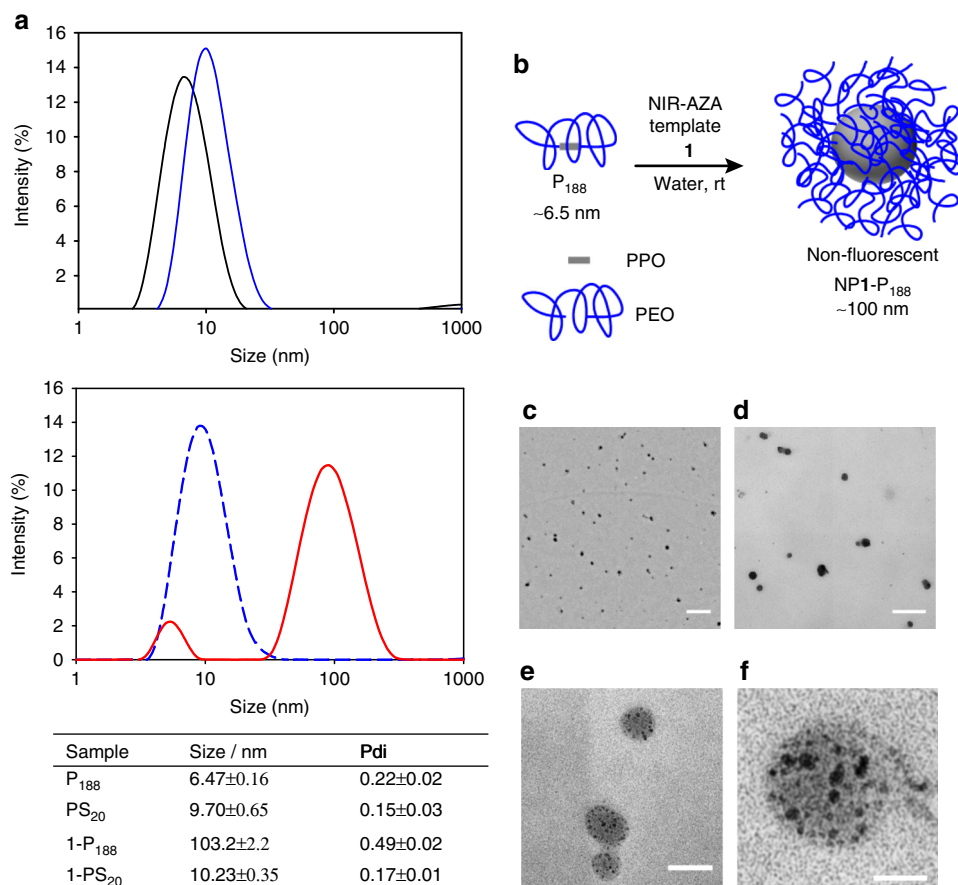 a
16
14
12
10
8
6
4
2
Intensity (%)
1 10 100 1000
Size (nm)
16
14
12
10
8
6
4
2
0
Intensity (%)
1 10 100 1000
Size (nm)
Sample Size / nm Pdi
P188 6.47±0.16 0.22±0.02
PS20 9.70±0.65 0.15±0.03
1-P188 103.2±2.2 0.49±0.02
1-PS20 10.23±0.35 0.17±0.01
b
P188
~6.5 nm
NIR-AZA
template
1
Water, rt
Non-fluorescent
NP1-P188
~100 nm
PPO
PEO
c
d
e
f